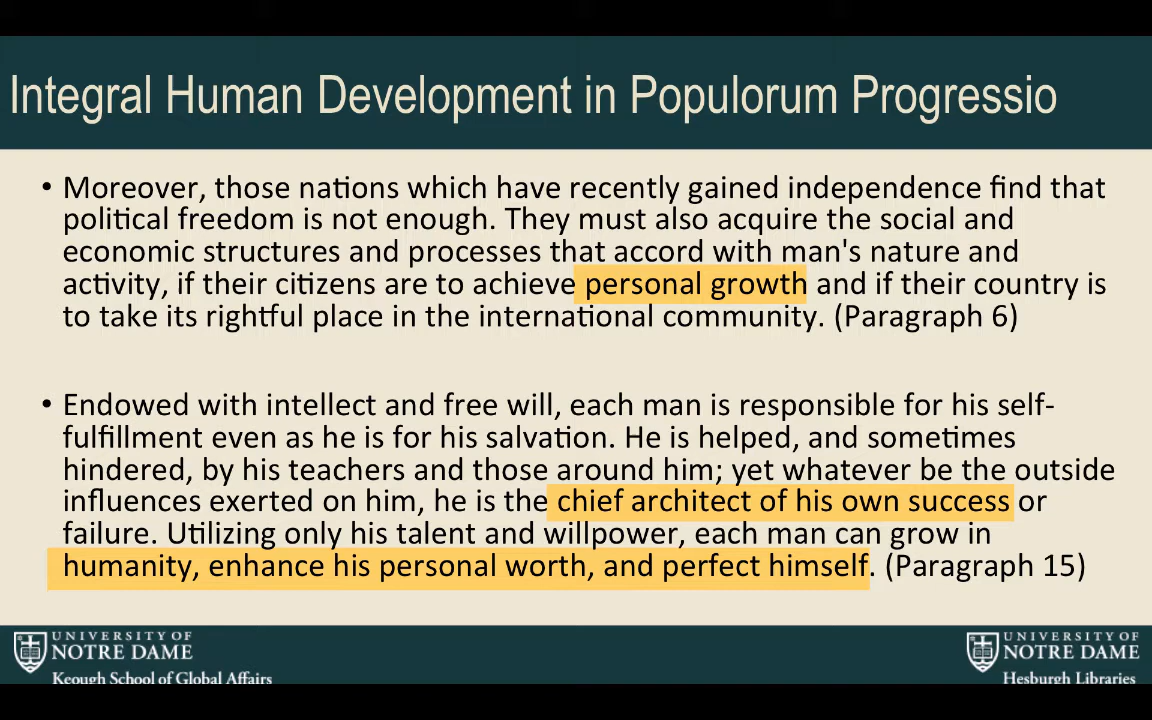 Integral Human Development in Populorum Progressio
• Moreover, those nations which have recently gained independence find that
political freedom is not enough. They must also acquire the social and
economic structures and processes that accord with man's nature and
activity, if their citizens are to achieve personal growth and if their country is
to take its rightful place in the international community. (Paragraph 6)
• Endowed with intellect and free will, each man is responsible for his self-
fulfillment even as he is for his salvation. He is helped, and sometimes
hindered, by his teachers and those around him; yet whatever be the outside
influences exerted on him, he is the chief architect of his own success or
failure. Utilizing only his talent and willpower, each man can grow in
humanity, enhance his personal worth, and perfect himself. (Paragraph 15)
UNIVERSITY OF
NOTRE DAME
Keough School of Global Affairs
UNIVERSITY OF
NOTRE DAME
Hesburgh Libraries